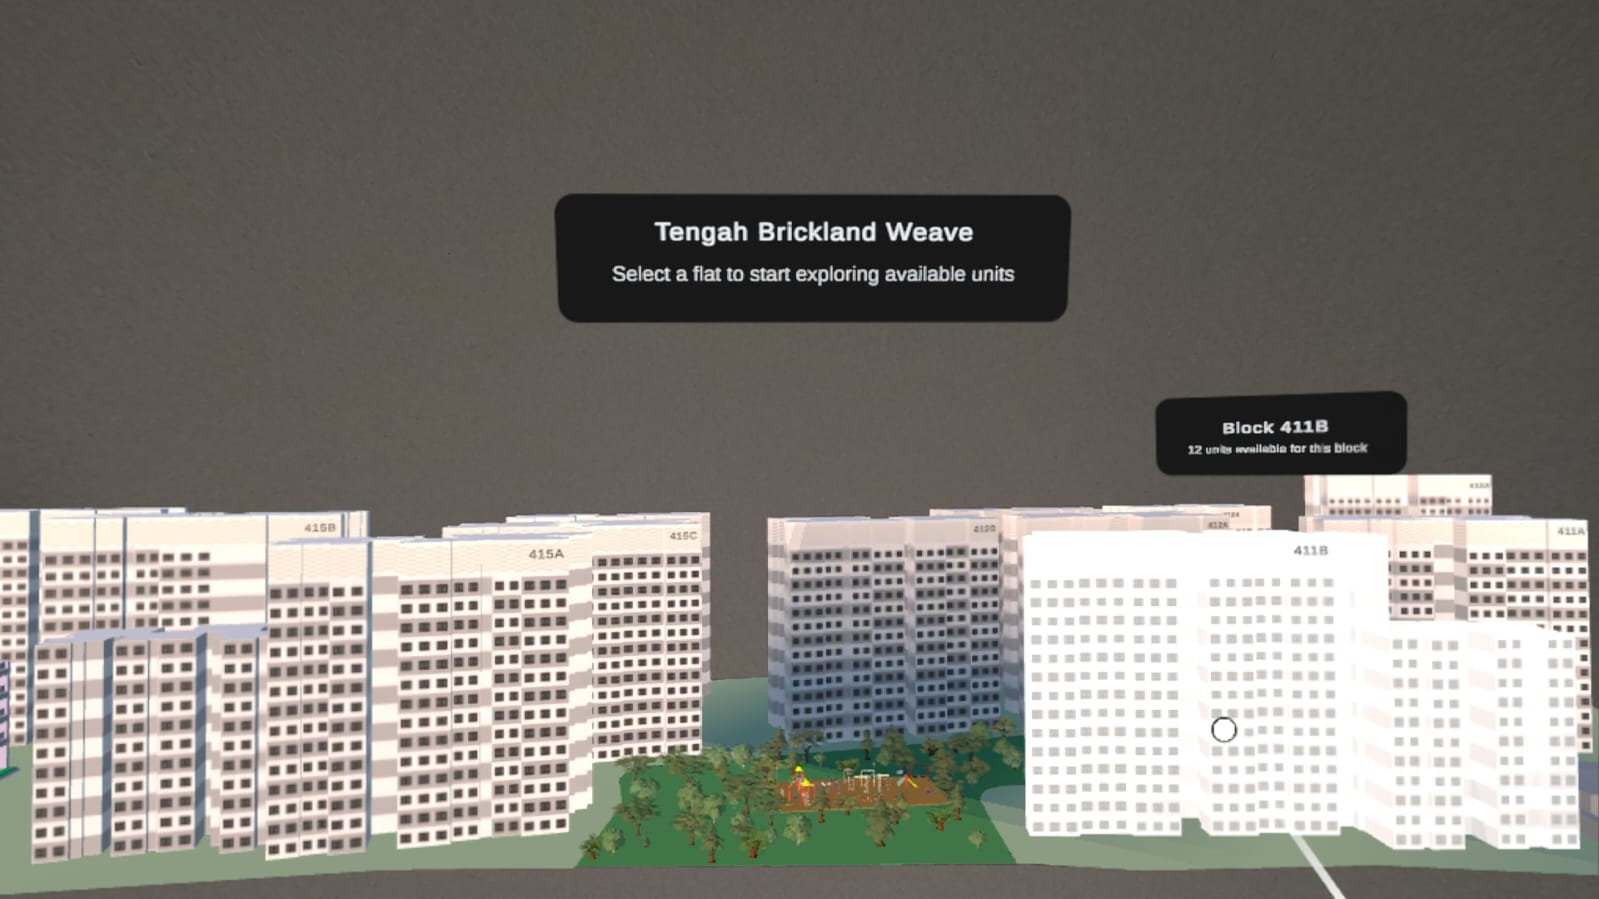 Tengah Brickland Weave
Select a flat to start exploring available units
Block 411B
12 units available for this block
415B
415A
415C
412A
411B
411A